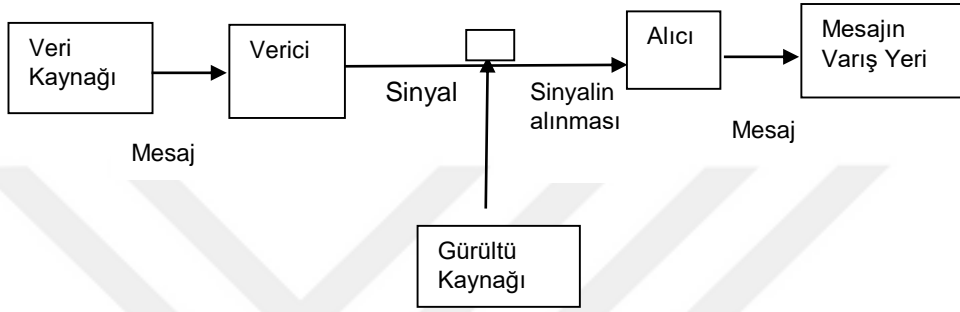 Veri
Kaynağı
Verici
Alıcı
Mesajın
Varış Yeri
Sinyal
Sinyalin
alınması
Mesaj
Mesaj
Gürültü
Kaynağı